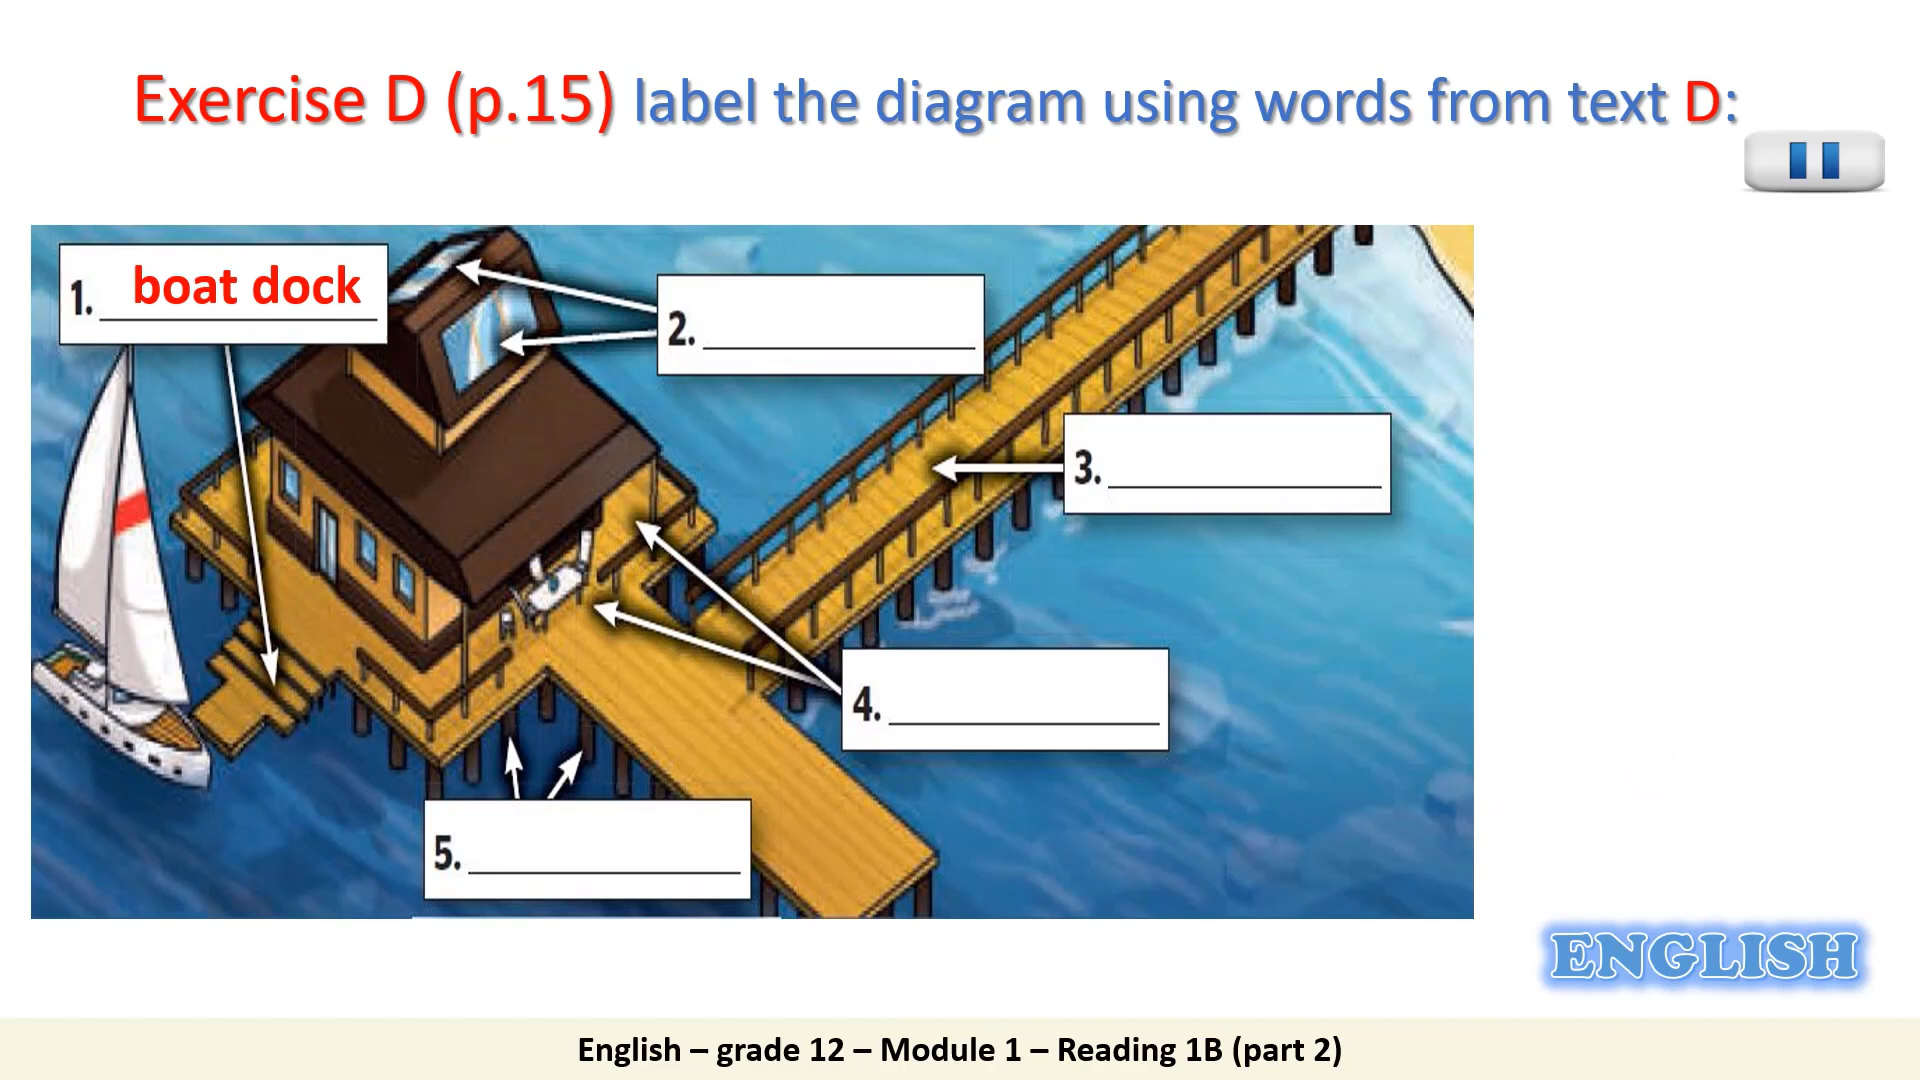 Exercise D (p.15) label the diagram using words from text D:
1. boat dock
2.
3.
4.
5.
ENGLISH
English – grade 12 – Module 1 – Reading 1B (part 2)